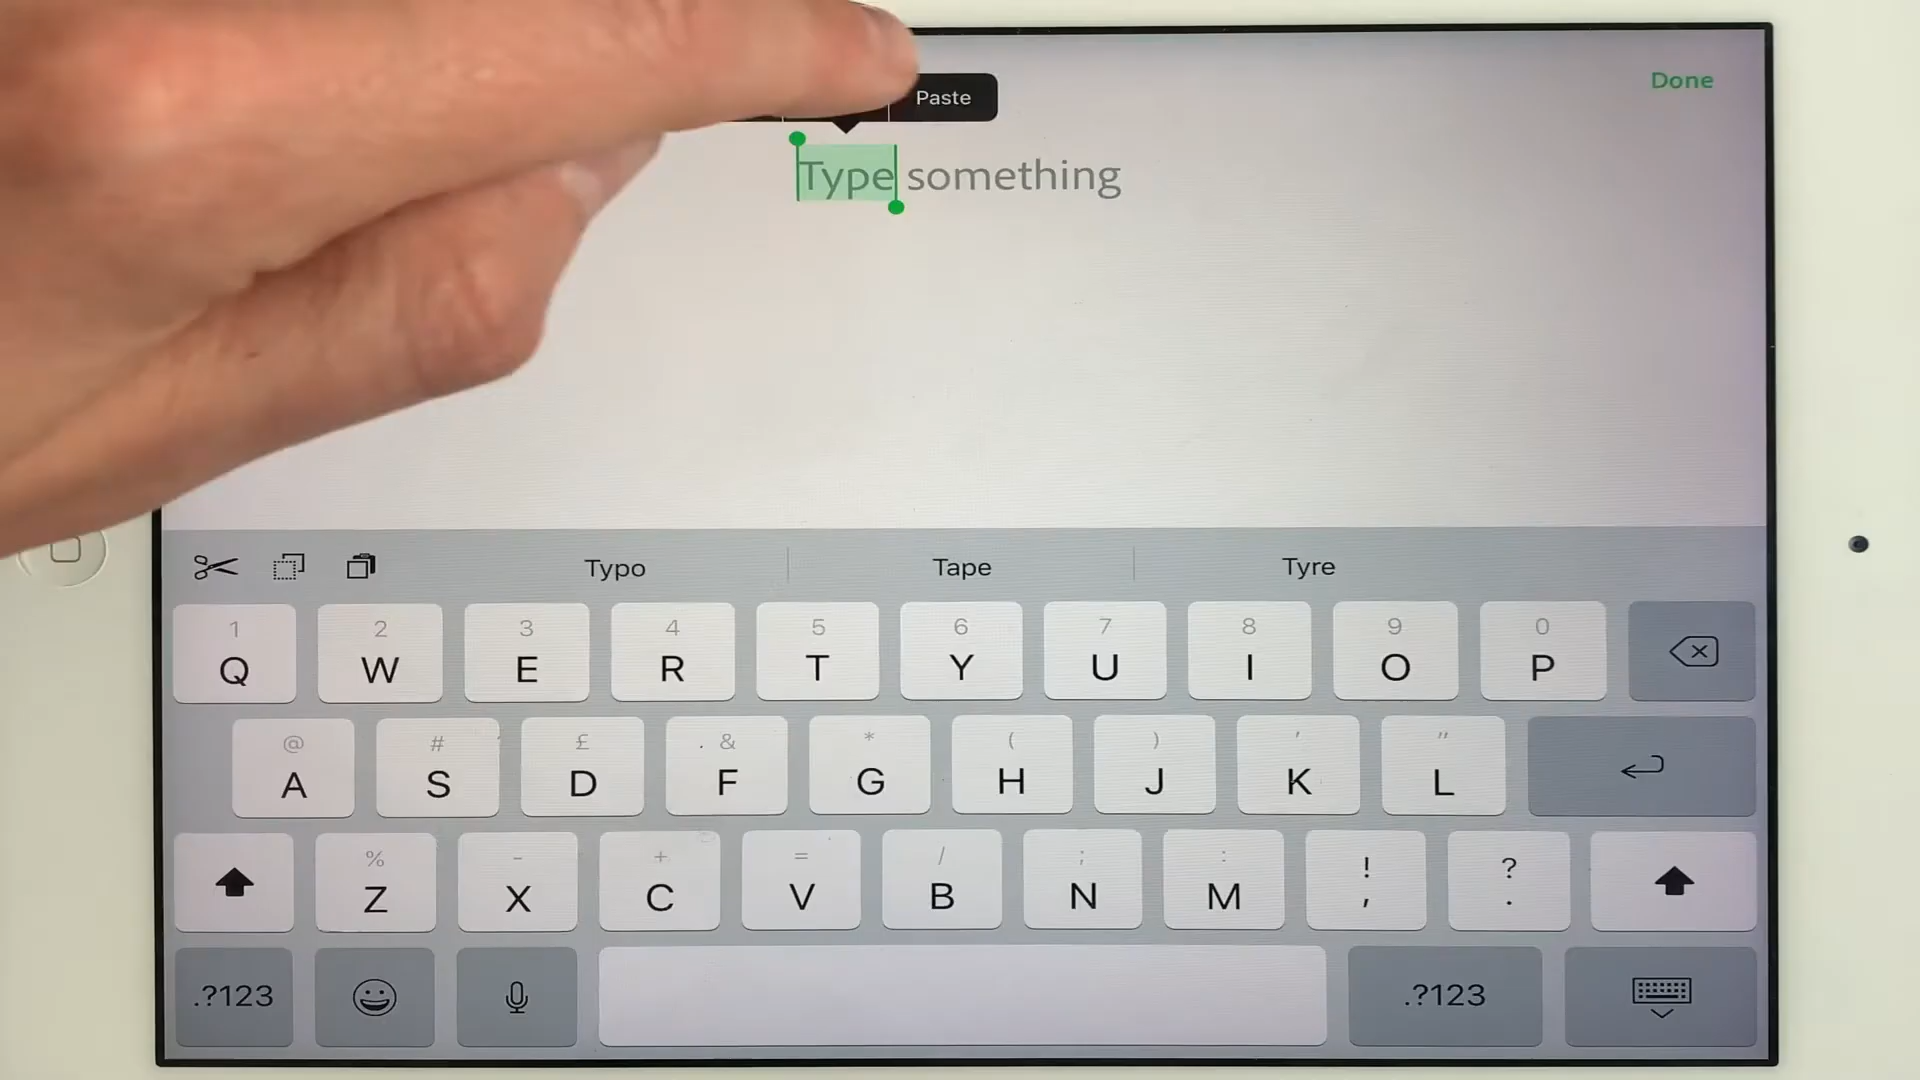 Paste
Done
Type something
Typo Tape Tyre
1 2 3 4 5 6 7 8 9 0
Q W E R T Y U I O P
@ # £ & * ( ) ' "
A S D F G H J K L
% - + = / ; : ! ?
Z X C V B N M , .
.?123 .?123